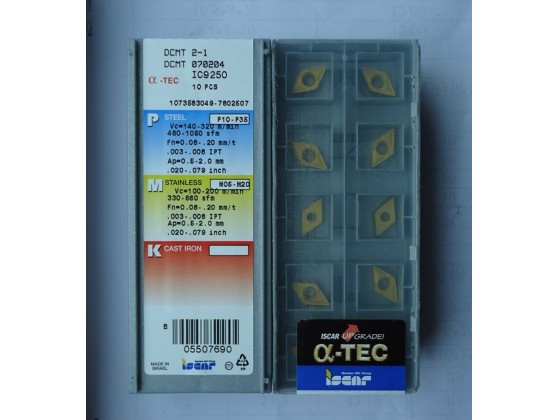 DCMT 2-1
DCMT 070204
α-TEC IC9250
10 PCS
1073583049-7802507
P STEEL P10-P35
Vc=140-320 m/min
460-1050 sfm
Fn=0.08-.20 mm/t
.003-.008 IPT
Ap=0.5-2.0 mm
.020-.079 inch
M STAINLESS M05-M20
Vc=100-200 m/min
330-660 sfm
Fn=0.08-.20 mm/t
.003-.008 IPT
Ap=0.5-2.0 mm
.020-.079 inch
K CAST IRON
B
05507690
MADE IN
ISRAEL
iscar
ISCAR UPGRADE!
α-TEC
Member IMC Group
iscar